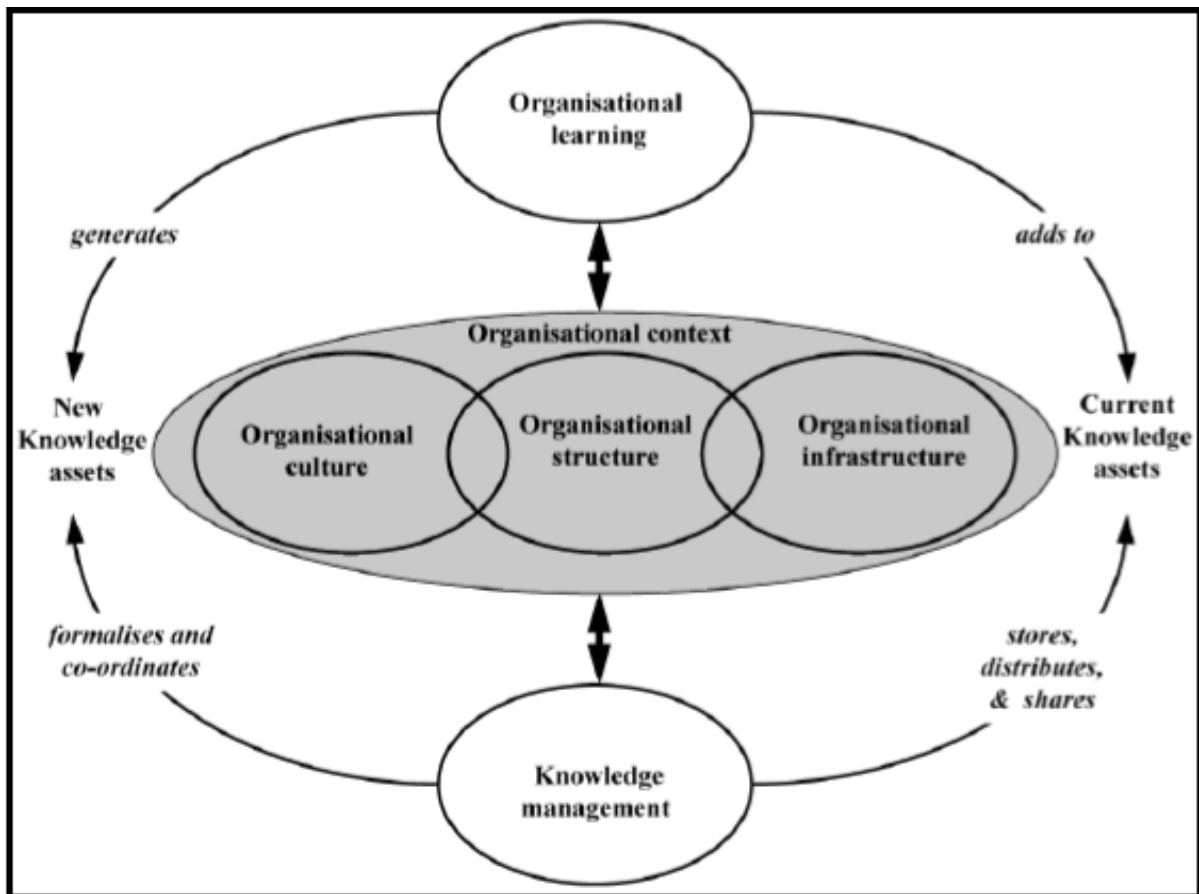 Organisational
learning
generates
adds to
Organisational context
New
Knowledge
assets
Organisational
culture
Organisational
structure
Organisational
infrastructure
Current
Knowledge
assets
formalises and
co-ordinates
stores,
distributes,
& shares
Knowledge
management